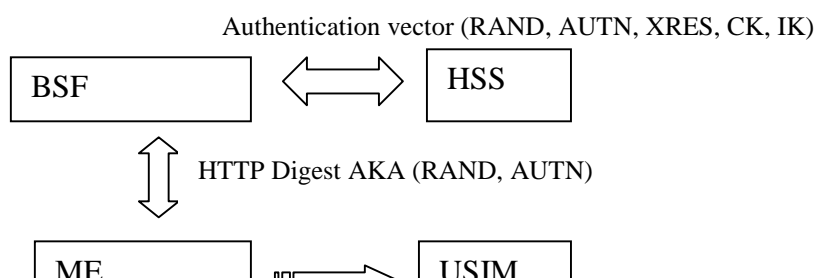 Authentication vector (RAND, AUTN, XRES, CK, IK)
BSF
HSS
HTTP Digest AKA (RAND, AUTN)
ME
USIM